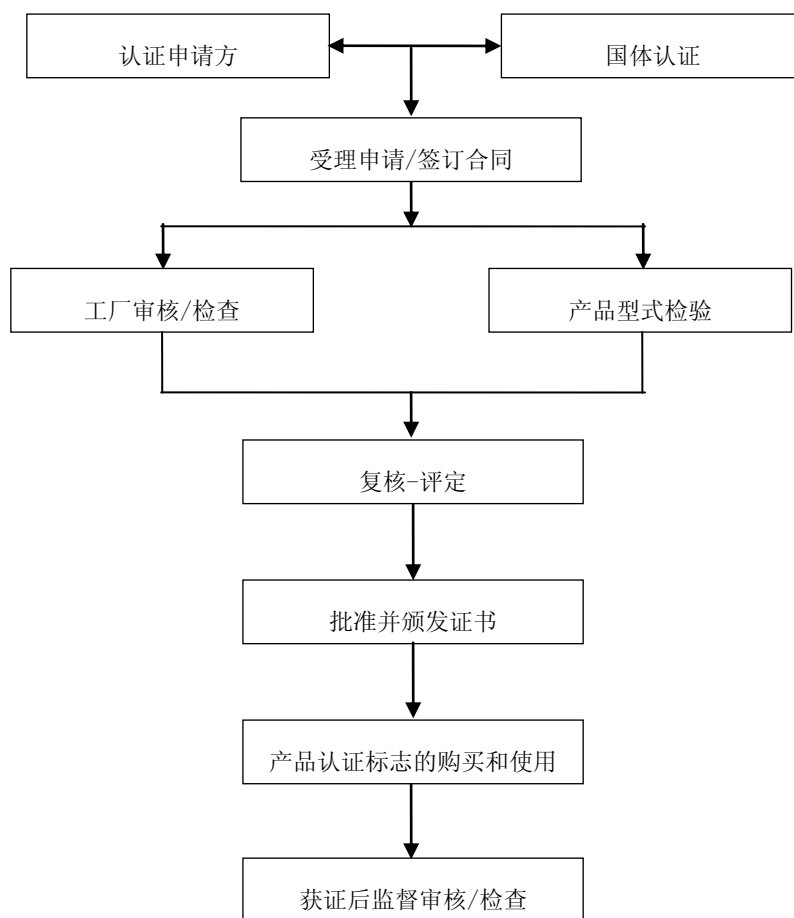 认证申请方
国体认证
受理申请/签订合同
工厂审核/检查
产品型式检验
复核-评定
批准并颁发证书
产品认证标志的购买和使用
获证后监督审核/检查